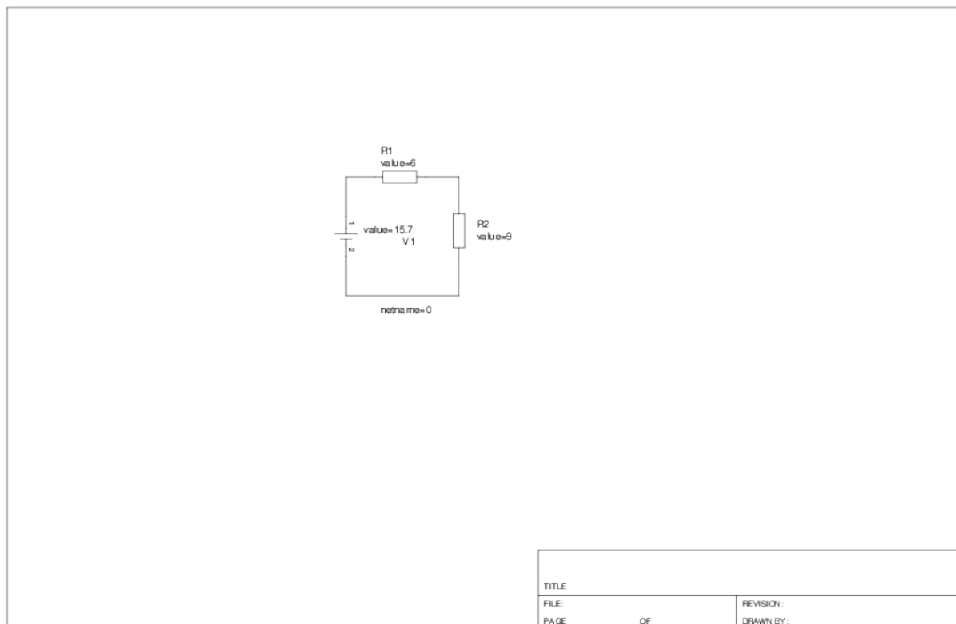 R1
value=6
1
value=15.7
V1
2
R2
value=9
netname=0
TITLE
FILE:
REVISION:
PAGE
OF
DRAWN BY: